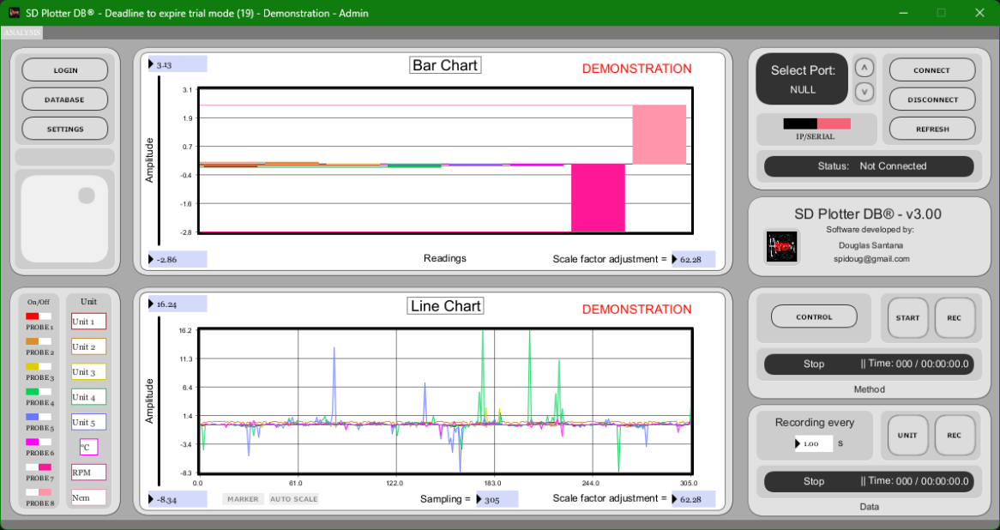 SD Plotter DB® - Deadline to expire trial mode (19) - Demonstration - Admin
ANALYSIS
LOGIN
DATABASE
SETTINGS
3.13
Bar Chart
DEMONSTRATION
Amplitude
3.1
1.9
0.7
-0.4
-1.6
-2.8
-2.86
Readings
Scale factor adjustment = 62.28
Select Port:
NULL
˄
˅
IP/SERIAL
CONNECT
DISCONNECT
REFRESH
Status: Not Connected
SD Plotter DB® - v3.00
Software developed by:
Douglas Santana
spidoug@gmail.com
On/Off
Unit
PROBE 1
Unit 1
PROBE 2
Unit 2
PROBE 3
Unit 3
PROBE 4
Unit 4
PROBE 5
Unit 5
PROBE 6
°C
PROBE 7
RPM
PROBE 8
Ncm
16.24
Line Chart
DEMONSTRATION
Amplitude
16.2
11.3
6.4
1.4
-3.4
-8.3
0.0
61.0
122.0
183.0
244.0
305.0
-8.34
MARKER
AUTO SCALE
Sampling = 305
Scale factor adjustment = 62.28
CONTROL
START
REC
Stop || Time: 000 / 00:00:00.0
Method
Recording every
1.00 s
UNIT
REC
Stop || Time: 000 / 00:00:00.0
Data